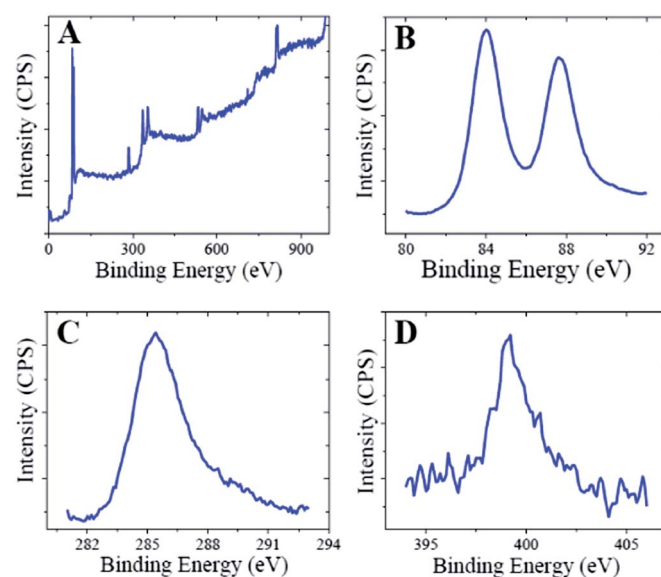 A
Intensity (CPS)
0 300 600 900
Binding Energy (eV)
B
Intensity (CPS)
80 84 88 92
Binding Energy (eV)
C
Intensity (CPS)
282 285 288 291 294
Binding Energy (eV)
D
Intensity (CPS)
395 400 405
Binding Energy (eV)